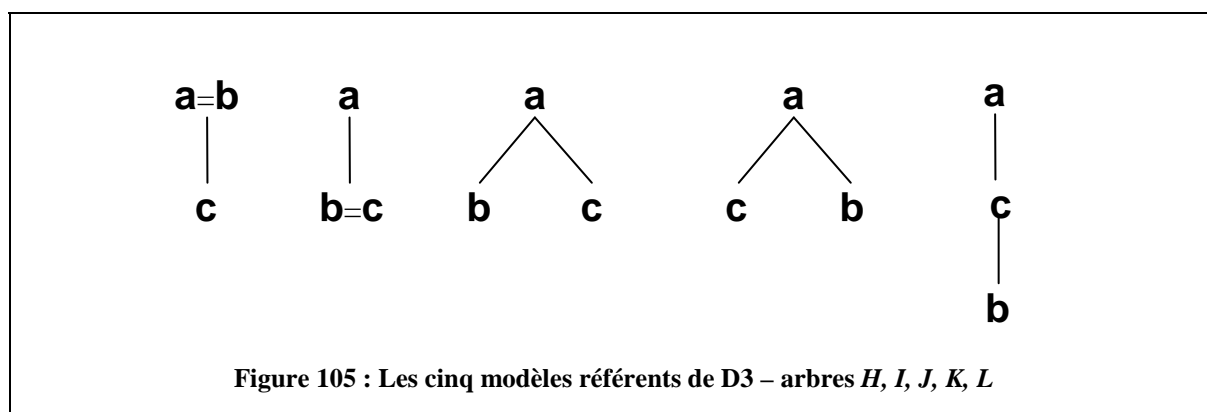 a=b a a a a
c b=c b c c b c
b
Figure 105 : Les cinq modèles référents de D3 – arbres H, I, J, K, L